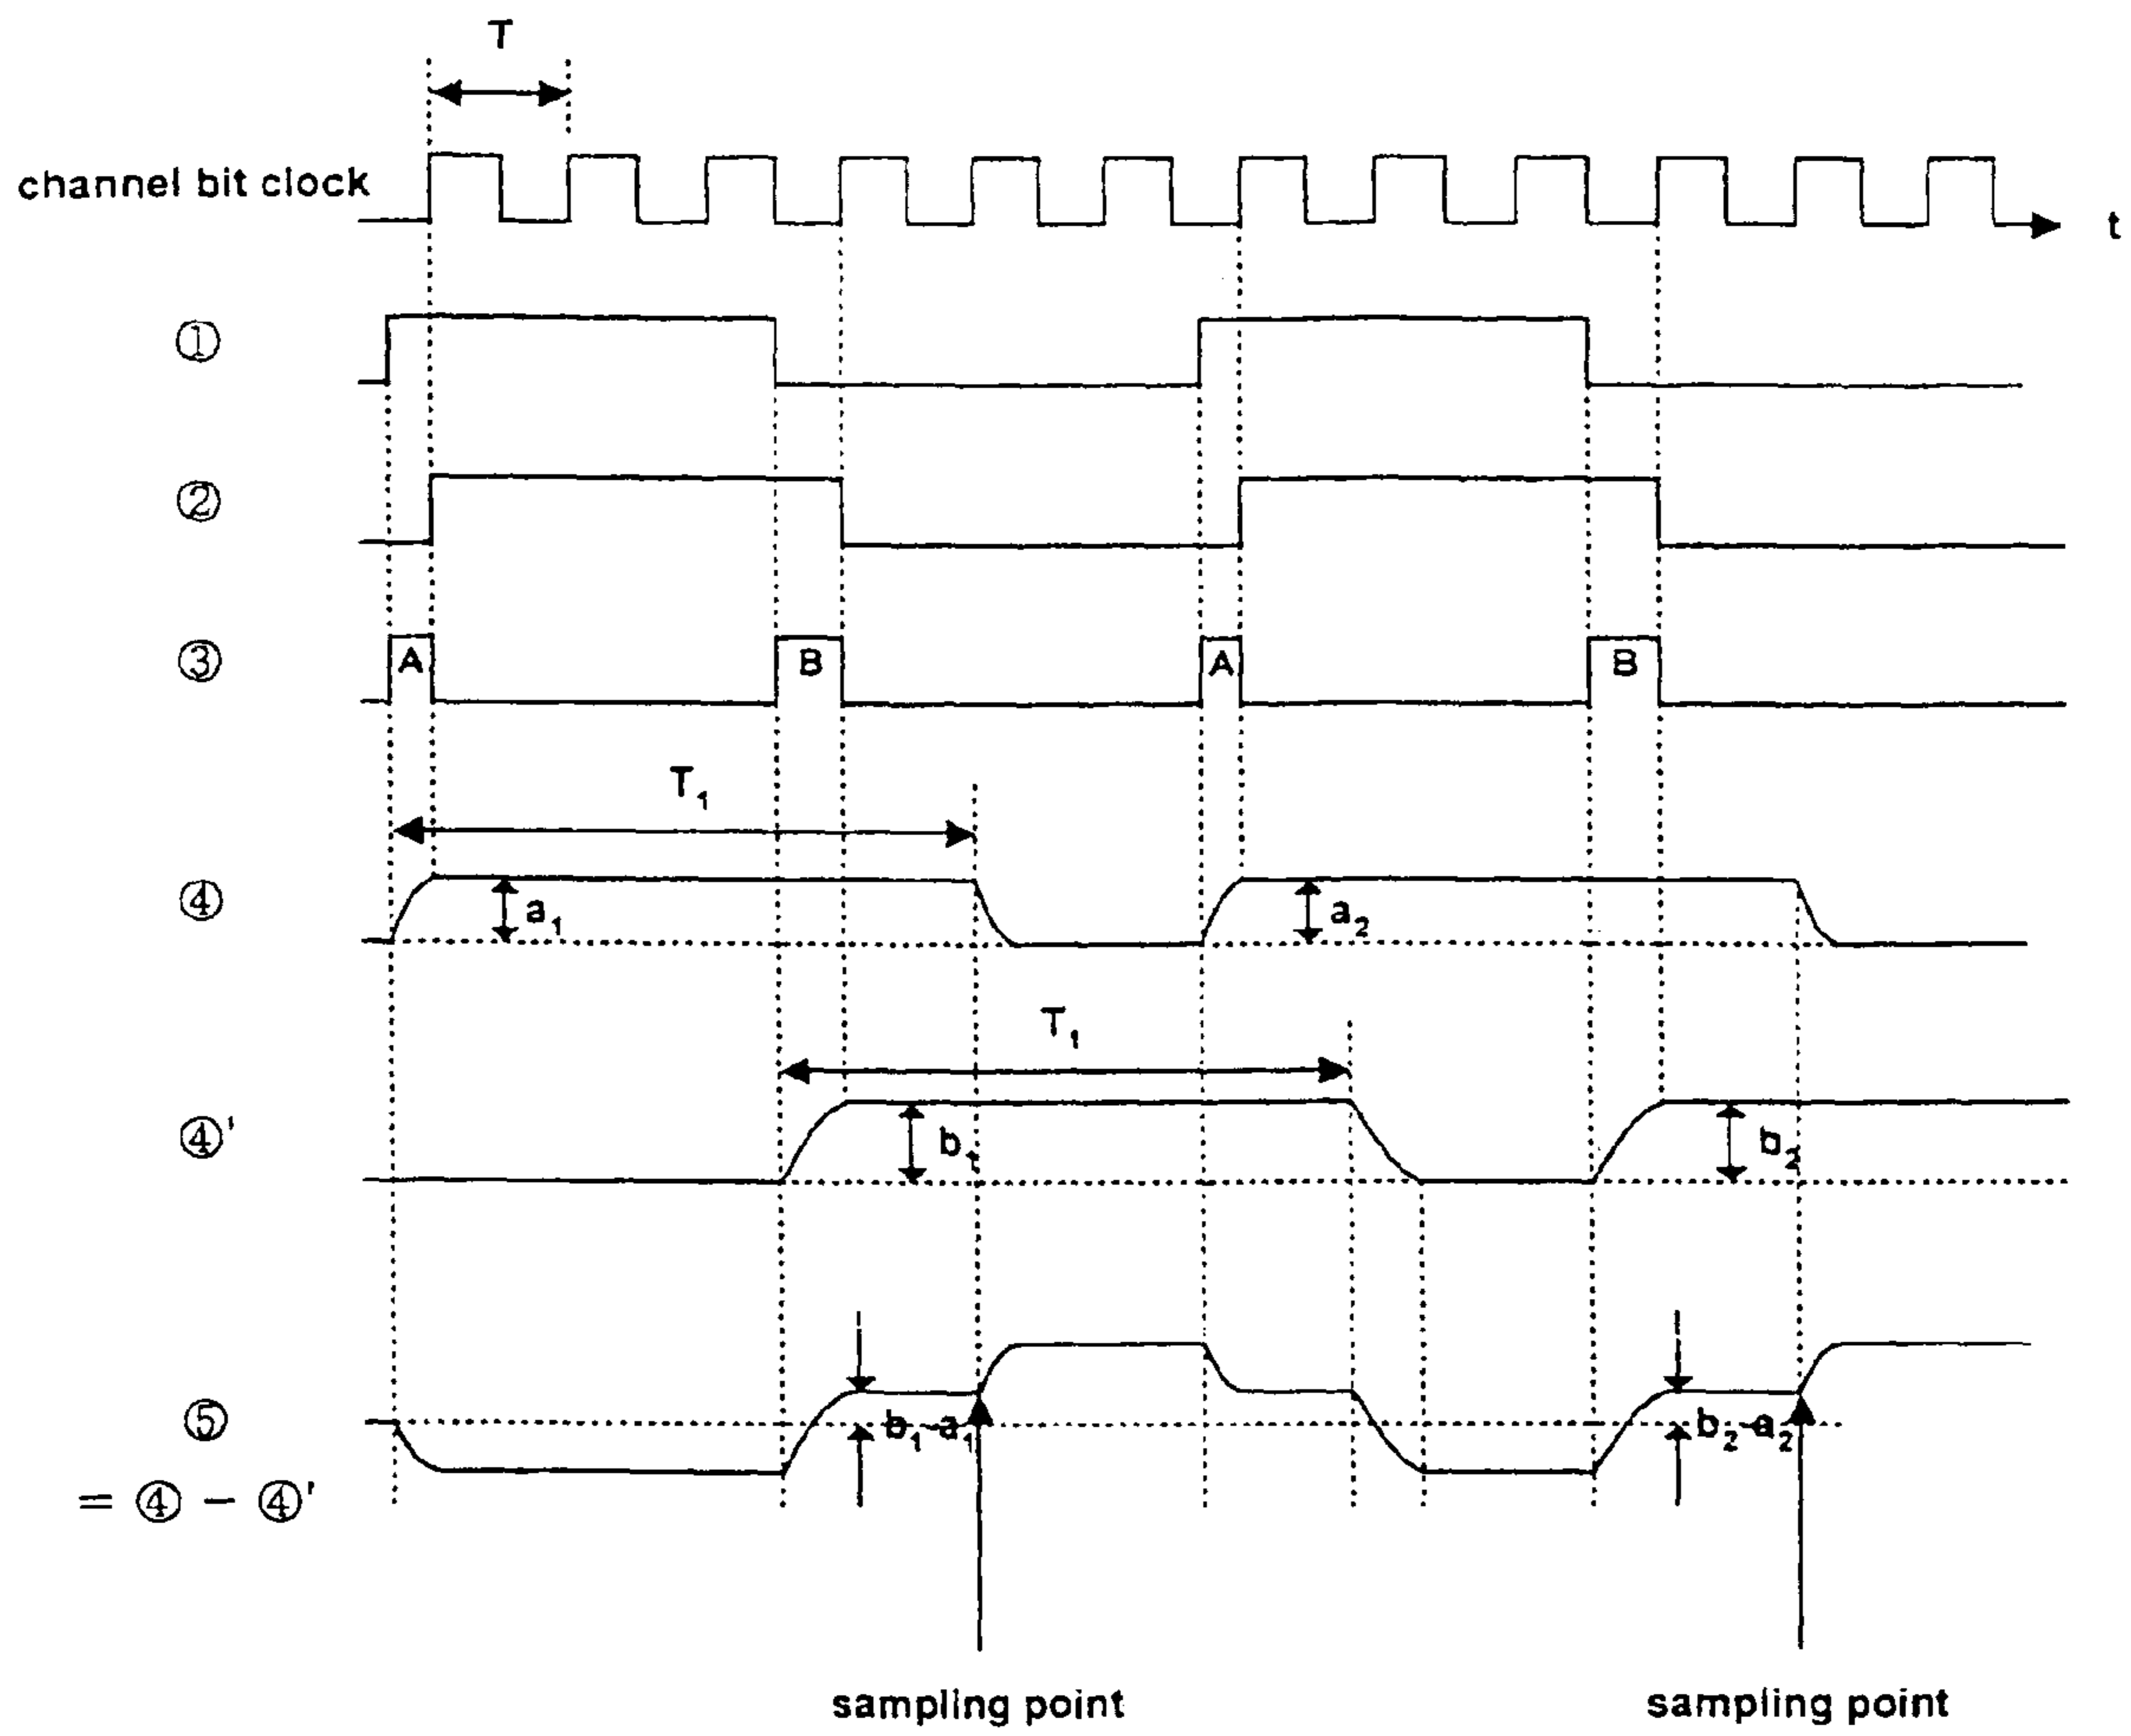 T
channel bit clock
t
①
②
③ A B A B
T₁
④ a₁ a₂
T₁
④' b₁ b₂
⑤ b₁-a₁ b₂-a₂
= ④ - ④'
sampling point sampling point